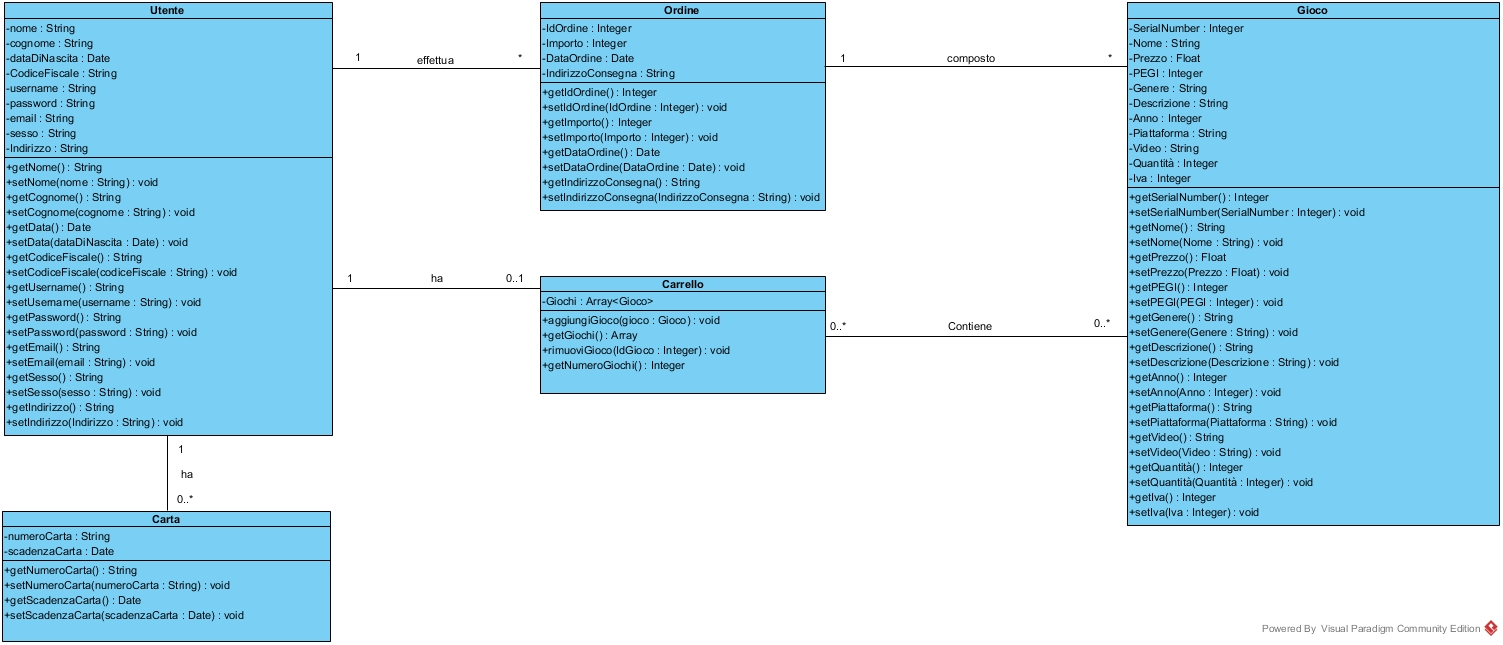 Utente
-nome : String
-cognome : String
-dataDiNascita : Date
-CodiceFiscale : String
-username : String
-password : String
-email : String
-sesso : String
-Indirizzo : String
+getNome() : String
+setNome(nome : String) : void
+getCognome() : String
+setCognome(cognome : String) : void
+getData() : Date
+setData(dataDiNascita : Date) : void
+getCodiceFiscale() : String
+setCodiceFiscale(codiceFiscale : String) : void
+getUsername() : String
+setUsername(username : String) : void
+getPassword() : String
+setPassword(password : String) : void
+getEmail() : String
+setEmail(email : String) : void
+getSesso() : String
+setSesso(sesso : String) : void
+getIndirizzo() : String
+setIndirizzo(Indirizzo : String) : void
1 effettua *
Ordine
-IdOrdine : Integer
-Importo : Integer
-DataOrdine : Date
-IndirizzoConsegna : String
+getIdOrdine() : Integer
+setIdOrdine(IdOrdine : Integer) : void
+getImporto() : Integer
+setImporto(Importo : Integer) : void
+getDataOrdine() : Date
+setDataOrdine(DataOrdine : Date) : void
+getIndirizzoConsegna() : String
+setIndirizzoConsegna(IndirizzoConsegna : String) : void
1 composto *
Gioco
-SerialNumber : Integer
-Nome : String
-Prezzo : Float
-PEGI : Integer
-Genere : String
-Descrizione : String
-Anno : Integer
-Piattaforma : String
-Video : String
-Quantità : Integer
-Iva : Integer
+getSerialNumber() : Integer
+setSerialNumber(SerialNumber : Integer) : void
+getNome() : String
+setNome(Nome : String) : void
+getPrezzo() : Float
+setPrezzo(Prezzo : Float) : void
+getPEGI() : Integer
+setPEGI(PEGI : Integer) : void
+getGenere() : String
+setGenere(Genere : String) : void
+getDescrizione() : String
+setDescrizione(Descrizione : String) : void
+getAnno() : Integer
+setAnno(Anno : Integer) : void
+getPiattaforma() : String
+setPiattaforma(Piattaforma : String) : void
+getVideo() : String
+setVideo(Video : String) : void
+getQuantità() : Integer
+setQuantità(Quantità : Integer) : void
+getIva() : Integer
+setIva(Iva : Integer) : void
1 ha 0..1
Carrello
-Giochi : Array<Gioco>
+aggiungiGioco(gioco : Gioco) : void
+getGiochi() : Array
+rimuoviGioco(IdGioco : Integer) : void
+getNumeroGiochi() : Integer
0..* Contiene 0..*
1
ha
0..*
Carta
-numeroCarta : String
-scadenzaCarta : Date
+getNumeroCarta() : String
+setNumeroCarta(numeroCarta : String) : void
+getScadenzaCarta() : Date
+setScadenzaCarta(scadenzaCarta : Date) : void
Powered By Visual Paradigm Community Edition